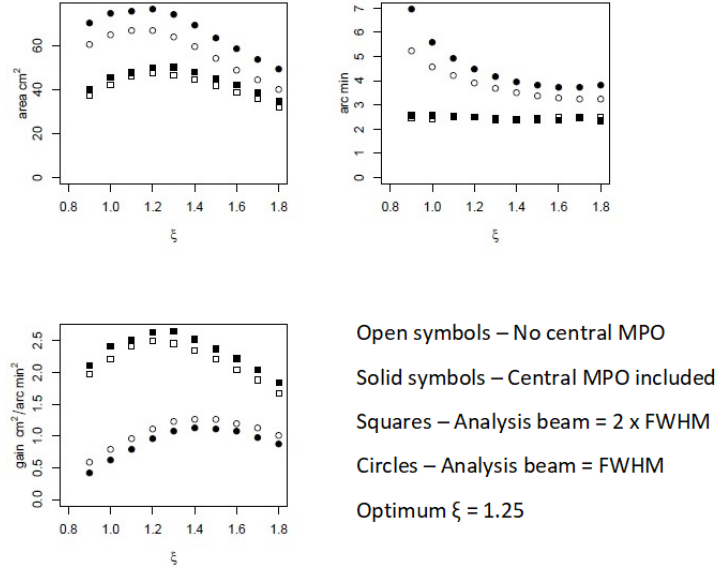 area cm²
0 20 40 60
0.8 1.0 1.2 1.4 1.6 1.8
ξ
arc min
0 1 2 3 4 5 6 7
0.8 1.0 1.2 1.4 1.6 1.8
ξ
gain cm²/arc min²
0.0 0.5 1.0 1.5 2.0 2.5
0.8 1.0 1.2 1.4 1.6 1.8
ξ
Open symbols – No central MPO
Solid symbols – Central MPO included
Squares – Analysis beam = 2 x FWHM
Circles – Analysis beam = FWHM
Optimum ξ = 1.25